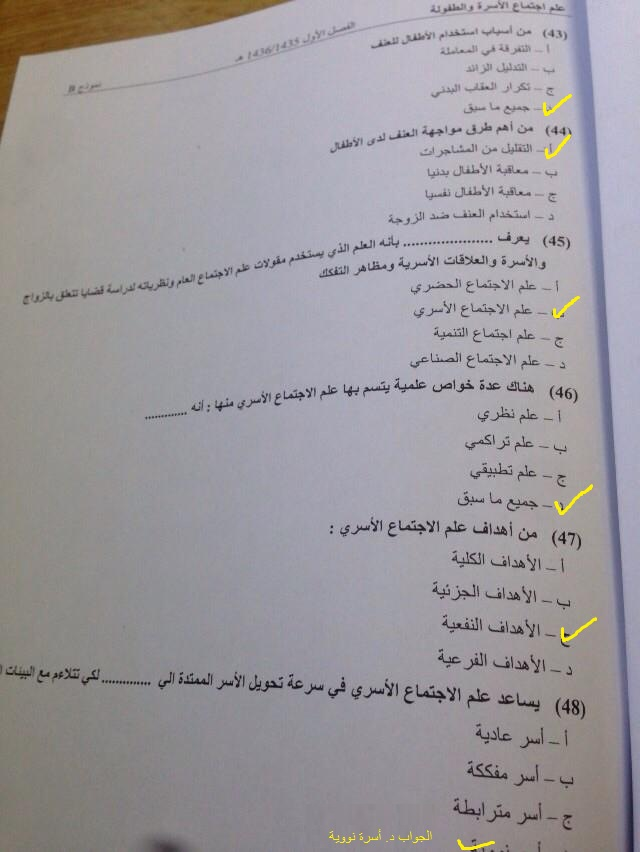 علم اجتماع الأسرة والطفولة
الفصل الأول 1436/1435 هـ
نموذج B
(43) من أسباب استخدام الأطفال للعنف
أ – التفرقة في المعاملة
ب – التدليل الزائد
ج – تكرار العقاب البدني
د – جميع ما سبق
(44) من أهم طرق مواجهة العنف لدى الأطفال
أ – التقليل من المشاجرات
ب – معاقبة الأطفال بدنيا
ج – معاقبة الأطفال نفسيا
د – استخدام العنف ضد الزوجة
(45) يعرف ..................... بأنه العلم الذي يستخدم مقولات علم الاجتماع العام ونظرياته لدراسة قضايا تتعلق بالزواج
والأسرة والعلاقات الأسرية ومظاهر التفكك
أ – علم الاجتماع الحضري
ب – علم الاجتماع الأسري
ج – علم اجتماع التنمية
د – علم الاجتماع الصناعي
(46) هناك عدة خواص علمية يتسم بها علم الاجتماع الأسري منها : أنه .............
أ – علم نظري
ب – علم تراكمي
ج – علم تطبيقي
د – جميع ما سبق
(47) من أهداف علم الاجتماع الأسري :
أ – الأهداف الكلية
ب – الأهداف الجزئية
ج – الأهداف النفعية
د – الأهداف الفرعية
(48) يساعد علم الاجتماع الأسري في سرعة تحويل الأسر الممتدة الي ............. لكي تتلاءم مع البيئات
أ – أسر عادية
ب – أسر مفككة
ج – أسر مترابطة
الجواب د. أسرة نووية